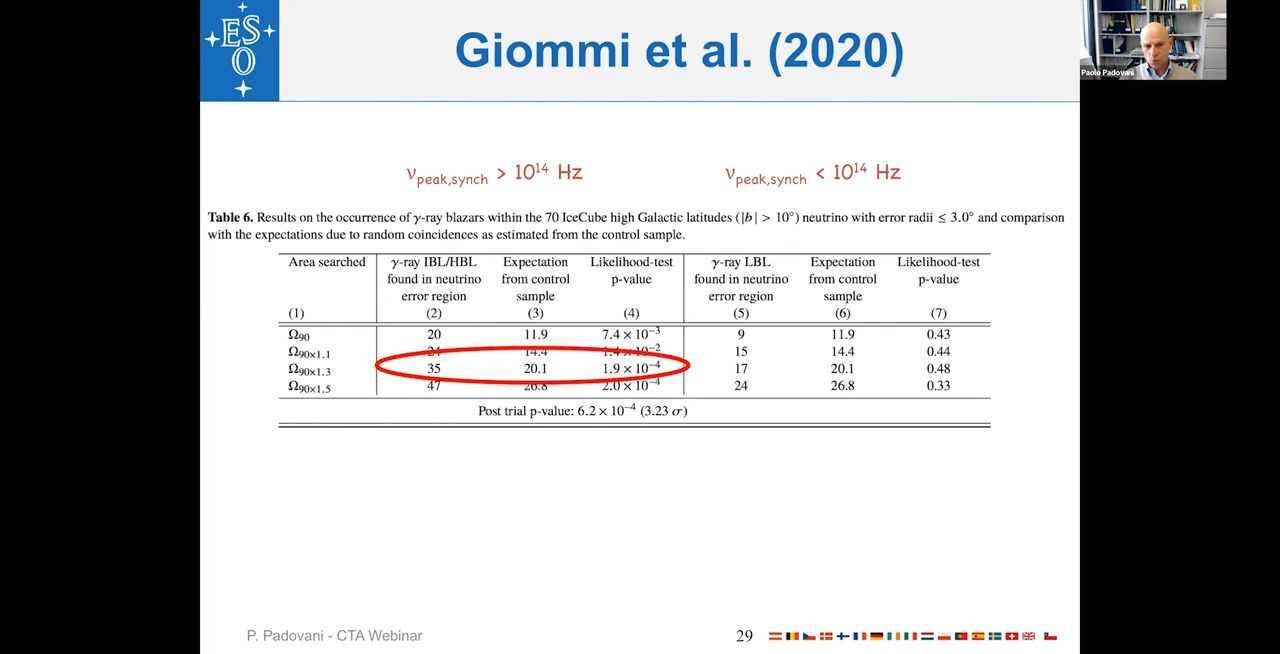 ESO
Giommi et al. (2020)
Paolo Padovani
νpeak,synch > 10¹⁴ Hz
νpeak,synch < 10¹⁴ Hz
Table 6. Results on the occurrence of γ-ray blazars within the 70 IceCube high Galactic latitudes (|b| > 10°) neutrino with error radii ≤ 3.0° and comparison
with the expectations due to random coincidences as estimated from the control sample.
Area searched γ-ray IBL/HBL Expectation Likelihood-test γ-ray LBL Expectation Likelihood-test
found in neutrino from control p-value found in neutrino from control p-value
error region sample error region sample
(1) (2) (3) (4) (5) (6) (7)
Ω90 20 11.9 7.4 × 10⁻³ 9 11.9 0.43
Ω90×1.1 24 14.4 1.4 × 10⁻² 15 14.4 0.44
Ω90×1.3 35 20.1 1.9 × 10⁻⁴ 17 20.1 0.48
Ω90×1.5 47 26.8 2.0 × 10⁻⁴ 24 26.8 0.33
Post trial p-value: 6.2 × 10⁻⁴ (3.23 σ)
P. Padovani - CTA Webinar
29